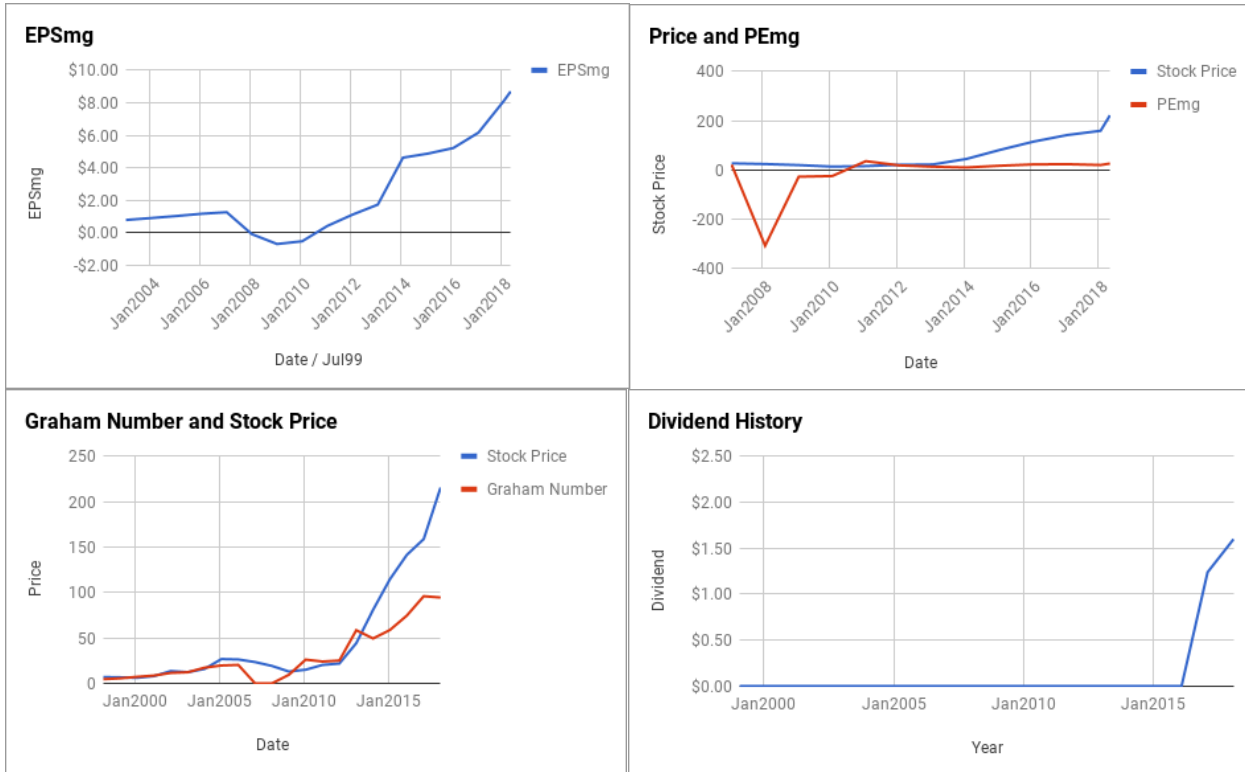 EPSmg
EPSmg
$10.00
$8.00
$6.00
$4.00
$2.00
$0.00
-$2.00
EPSmg
Jan2004
Jan2006
Jan2008
Jan2010
Jan2012
Jan2014
Jan2016
Jan2018
Date / Jul99
Price and PEmg
Stock Price
PEmg
400
200
0
-200
-400
Stock Price
Jan2008
Jan2010
Jan2012
Jan2014
Jan2016
Jan2018
Date
Graham Number and Stock Price
Stock Price
Graham Number
250
200
150
100
50
0
Price
Jan2000
Jan2005
Jan2010
Jan2015
Date
Dividend History
$2.50
$2.00
$1.50
$1.00
$0.50
$0.00
Dividend
Jan2000
Jan2005
Jan2010
Jan2015
Year